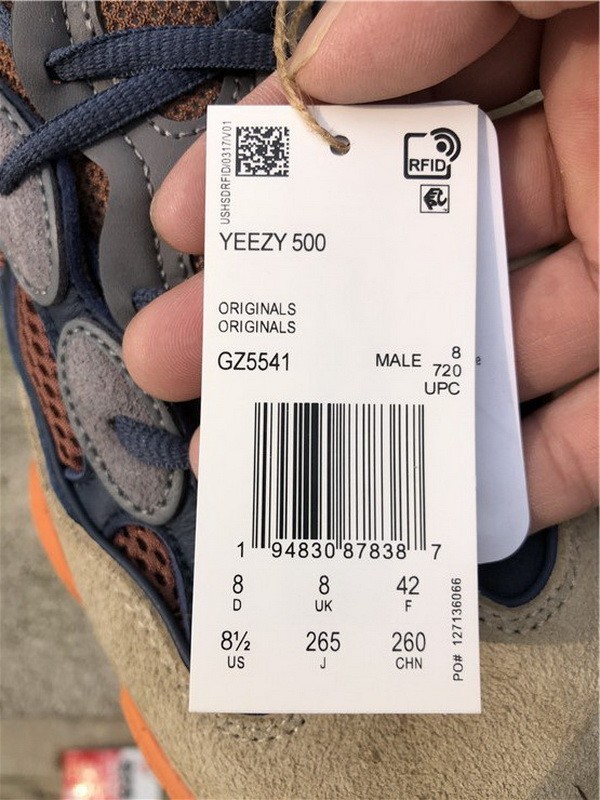 USHSDRFID/0317/V01
RFID
YEEZY 500
ORIGINALS
ORIGINALS
GZ5541
MALE 8
720
UPC
e
1 94830 87838 7
8 8 42
D UK F
8½ 265 260
US J CHN
PO# 127136066